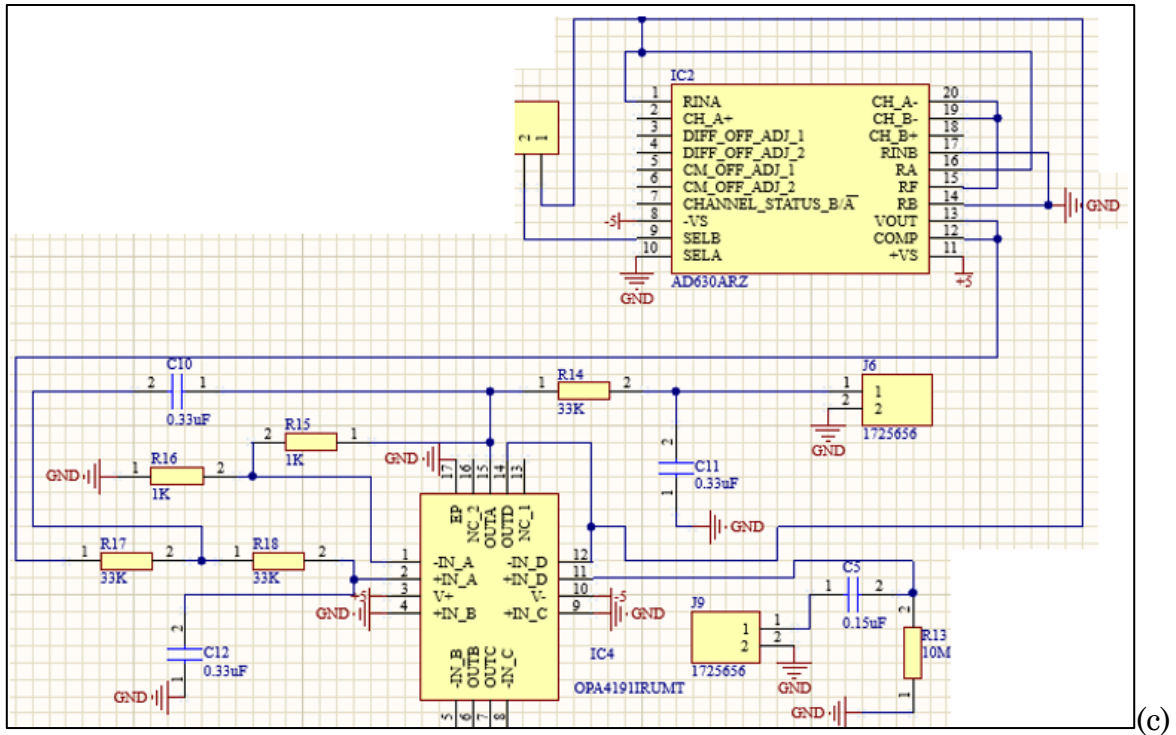 IC2
1 RINA CH_A- 20
2 CH_A+ CH_B- 19
3 DIFF_OFF_ADJ_1 CH_B+ 18
4 DIFF_OFF_ADJ_2 RINB 17
5 CM_OFF_ADJ_1 RA 16
6 CM_OFF_ADJ_2 RF 15
7 CHANNEL_STATUS_B/A̅ RB 14
8 -VS VOUT 13
9 SELB COMP 12
10 SELA +VS 11
AD630ARZ
2 1
-5
GND
GND
+5
C10
2 1
0.33uF
R14
1 2
33K
J6
1 1
2 2
1725656
GND
R15
2 1
1K
GND
R16
1 2
1K
GND
17 16 15 14 13
EP NC_2 OUTA OUTD NC_1
2
C11
0.33uF
1
GND
R17
1 2
33K
R18
1 2
33K
1 -IN_A -IN_D 12
2 +IN_A +IN_D 11
3 V+ V- 10
4 +IN_B +IN_C 9
-IN_B OUTB OUTC -IN_C
5 6 7 8
+5
GND
-5
GND
IC4
OPA4191IRUMT
2
C12
0.33uF
1
GND
J9
1 1
2 2
1725656
GND
C5
1 2
0.15uF
2
R13
10M
1
GND
(c)